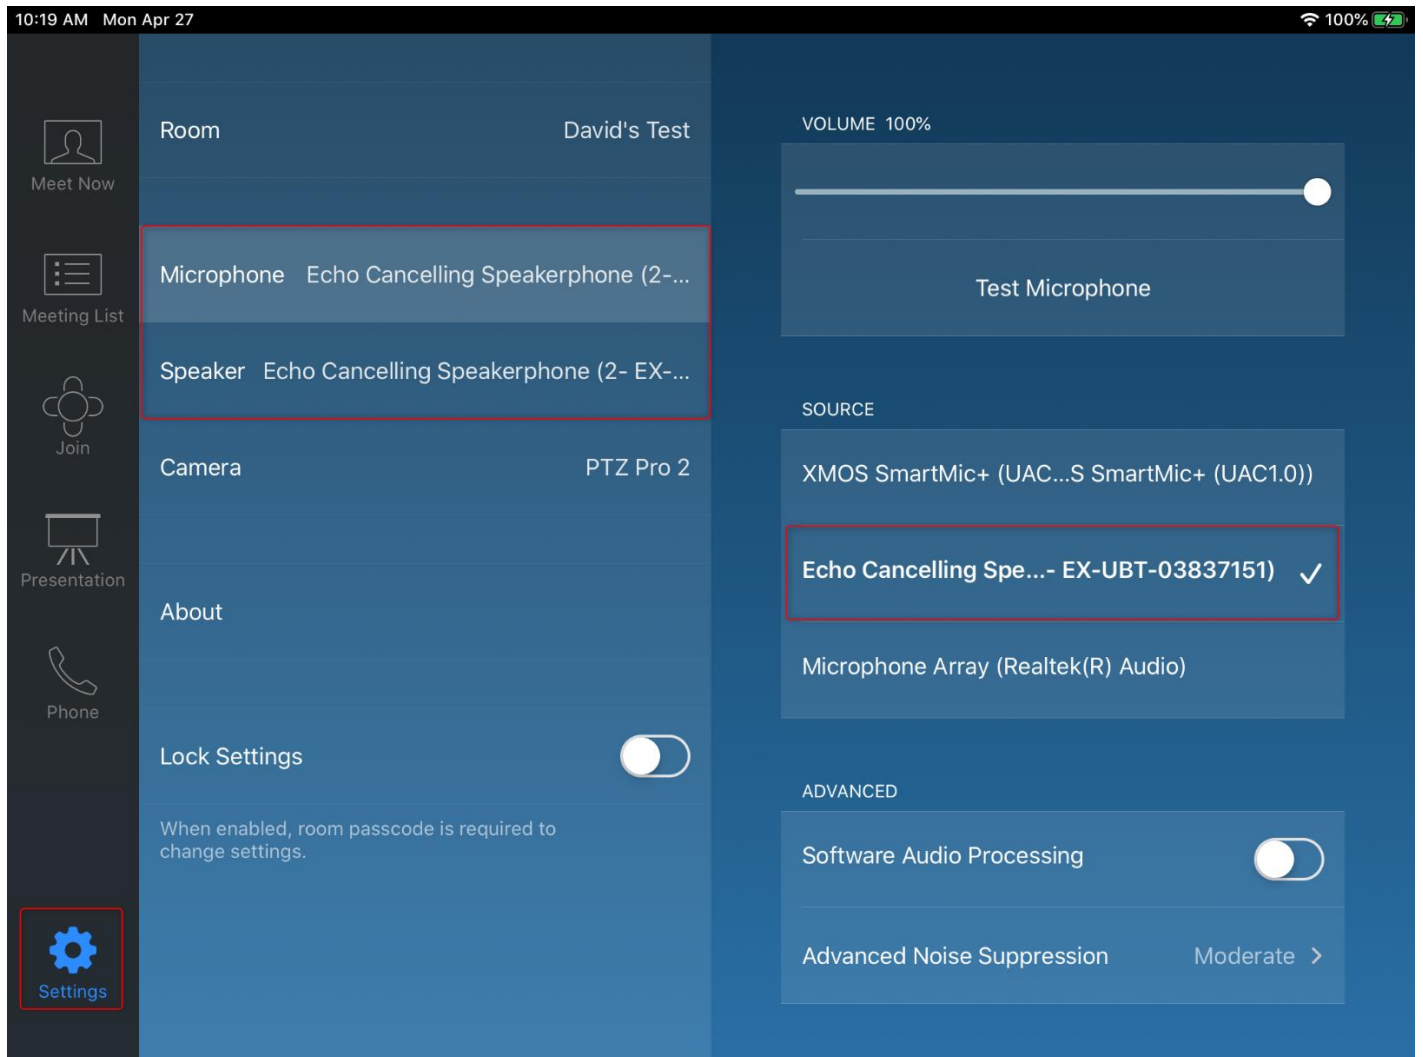 10:19 AM Mon Apr 27
100%
Meet Now
Meeting List
Join
Presentation
Phone
Settings
Room David's Test
Microphone Echo Cancelling Speakerphone (2-...
Speaker Echo Cancelling Speakerphone (2- EX-...
Camera PTZ Pro 2
About
Lock Settings
When enabled, room passcode is required to
change settings.
VOLUME 100%
Test Microphone
SOURCE
XMOS SmartMic+ (UAC...S SmartMic+ (UAC1.0))
Echo Cancelling Spe...- EX-UBT-03837151)
Microphone Array (Realtek(R) Audio)
ADVANCED
Software Audio Processing
Advanced Noise Suppression Moderate